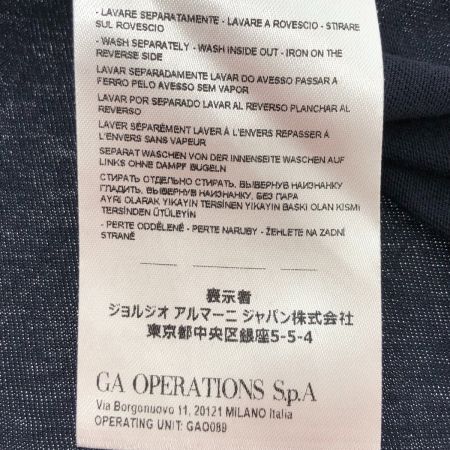 - LAVARE SEPARATAMENTE - LAVARE A ROVESCIO - STIRARE
SUL ROVESCIO
- WASH SEPARATELY - WASH INSIDE OUT - IRON ON THE
REVERSE SIDE
LAVAR SEPARADAMENTE LAVAR DO AVESSO PASSAR A
FERRO PELO AVESSO SEM VAPOR
LAVAR POR SEPARADO LAVAR AL REVERSO PLANCHAR AL
REVERSO
LAVER SÉPARÉMENT LAVER À L'ENVERS REPASSER A
L'ENVERS SANS VAPEUR
SEPARAT WASCHEN VON DER INNENSEITE WASCHEN AUF
LINKS OHNE DAMPF BUGELN
СТИРАТЬ ОТДЕЛЬНО СТИРАТЬ, ВЫВЕРНУВ НАИЗНАНКУ
ГЛАДИТЬ, ВЫВЕРНУВ НАИЗНАНКУ, БЕЗ ПАРА
AYRI OLARAK YIKAYIN TERSİNEN YIKAYIN BASKI OLAN KISMI
TERSİNDEN ÜTÜLEYİN
- PERTE ODDĚLENĚ - PERTE NARUBY - ŽEHLETE NA ZADNÍ
STRANĚ
表示者
ジョルジオ アルマーニ ジャパン株式会社
東京都中央区銀座5-5-4
GA OPERATIONS S.p.A
Via Borgonuovo 11, 20121 MILANO Italia
OPERATING UNIT: GAO089